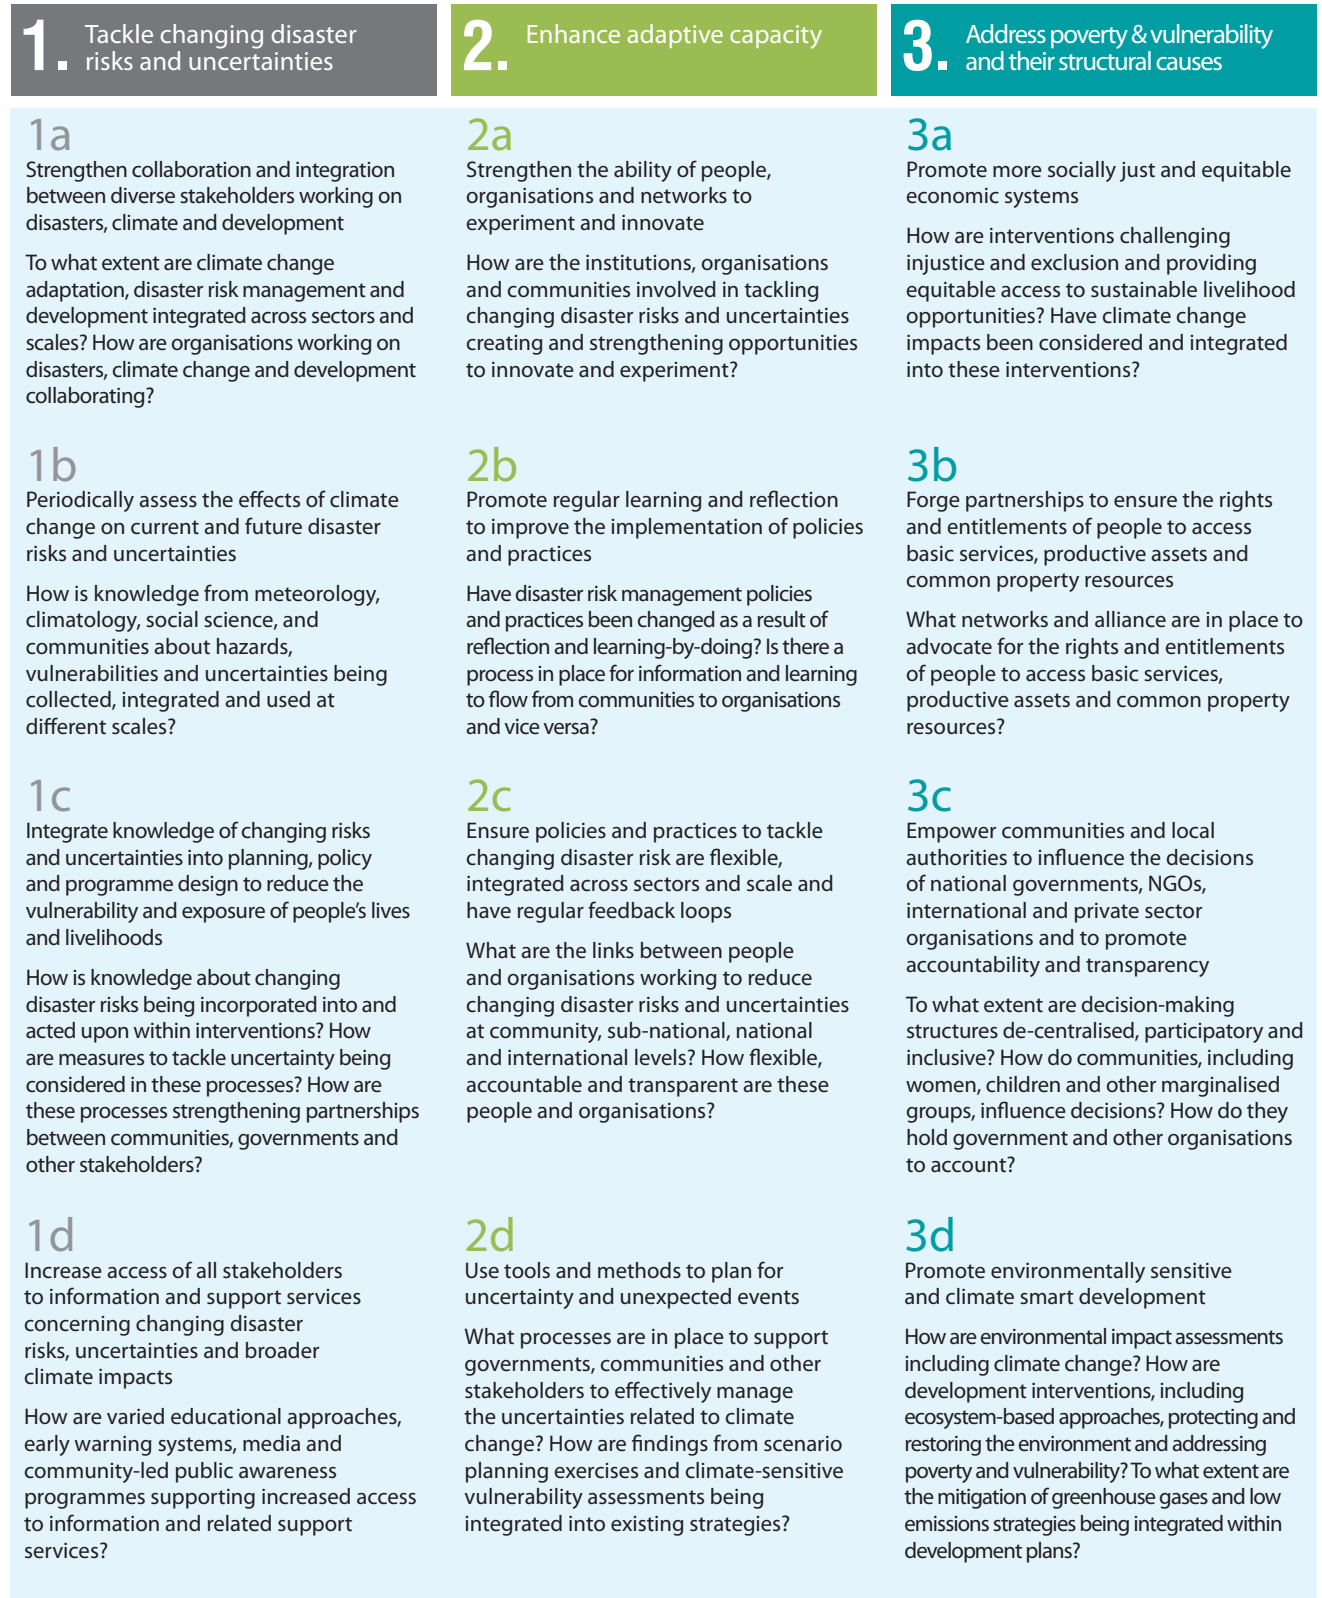 1. Tackle changing disaster
risks and uncertainties
1a
Strengthen collaboration and integration
between diverse stakeholders working on
disasters, climate and development
To what extent are climate change
adaptation, disaster risk management and
development integrated across sectors and
scales? How are organisations working on
disasters, climate change and development
collaborating?
1b
Periodically assess the effects of climate
change on current and future disaster
risks and uncertainties
How is knowledge from meteorology,
climatology, social science, and
communities about hazards,
vulnerabilities and uncertainties being
collected, integrated and used at
different scales?
1c
Integrate knowledge of changing risks
and uncertainties into planning, policy
and programme design to reduce the
vulnerability and exposure of people’s lives
and livelihoods
How is knowledge about changing
disaster risks being incorporated into and
acted upon within interventions? How
are measures to tackle uncertainty being
considered in these processes? How are
these processes strengthening partnerships
between communities, governments and
other stakeholders?
1d
Increase access of all stakeholders
to information and support services
concerning changing disaster
risks, uncertainties and broader
climate impacts
How are varied educational approaches,
early warning systems, media and
community-led public awareness
programmes supporting increased access
to information and related support
services?
2. Enhance adaptive capacity
2a
Strengthen the ability of people,
organisations and networks to
experiment and innovate
How are the institutions, organisations
and communities involved in tackling
changing disaster risks and uncertainties
creating and strengthening opportunities
to innovate and experiment?
2b
Promote regular learning and reflection
to improve the implementation of policies
and practices
Have disaster risk management policies
and practices been changed as a result of
reflection and learning-by-doing? Is there a
process in place for information and learning
to flow from communities to organisations
and vice versa?
2c
Ensure policies and practices to tackle
changing disaster risk are flexible,
integrated across sectors and scale and
have regular feedback loops
What are the links between people
and organisations working to reduce
changing disaster risks and uncertainties
at community, sub-national, national
and international levels? How flexible,
accountable and transparent are these
people and organisations?
2d
Use tools and methods to plan for
uncertainty and unexpected events
What processes are in place to support
governments, communities and other
stakeholders to effectively manage
the uncertainties related to climate
change? How are findings from scenario
planning exercises and climate-sensitive
vulnerability assessments being
integrated into existing strategies?
3. Address poverty & vulnerability
and their structural causes
3a
Promote more socially just and equitable
economic systems
How are interventions challenging
injustice and exclusion and providing
equitable access to sustainable livelihood
opportunities? Have climate change
impacts been considered and integrated
into these interventions?
3b
Forge partnerships to ensure the rights
and entitlements of people to access
basic services, productive assets and
common property resources
What networks and alliance are in place to
advocate for the rights and entitlements
of people to access basic services,
productive assets and common property
resources?
3c
Empower communities and local
authorities to influence the decisions
of national governments, NGOs,
international and private sector
organisations and to promote
accountability and transparency
To what extent are decision-making
structures de-centralised, participatory and
inclusive? How do communities, including
women, children and other marginalised
groups, influence decisions? How do they
hold government and other organisations
to account?
3d
Promote environmentally sensitive
and climate smart development
How are environmental impact assessments
including climate change? How are
development interventions, including
ecosystem-based approaches, protecting and
restoring the environment and addressing
poverty and vulnerability? To what extent are
the mitigation of greenhouse gases and low
emissions strategies being integrated within
development plans?